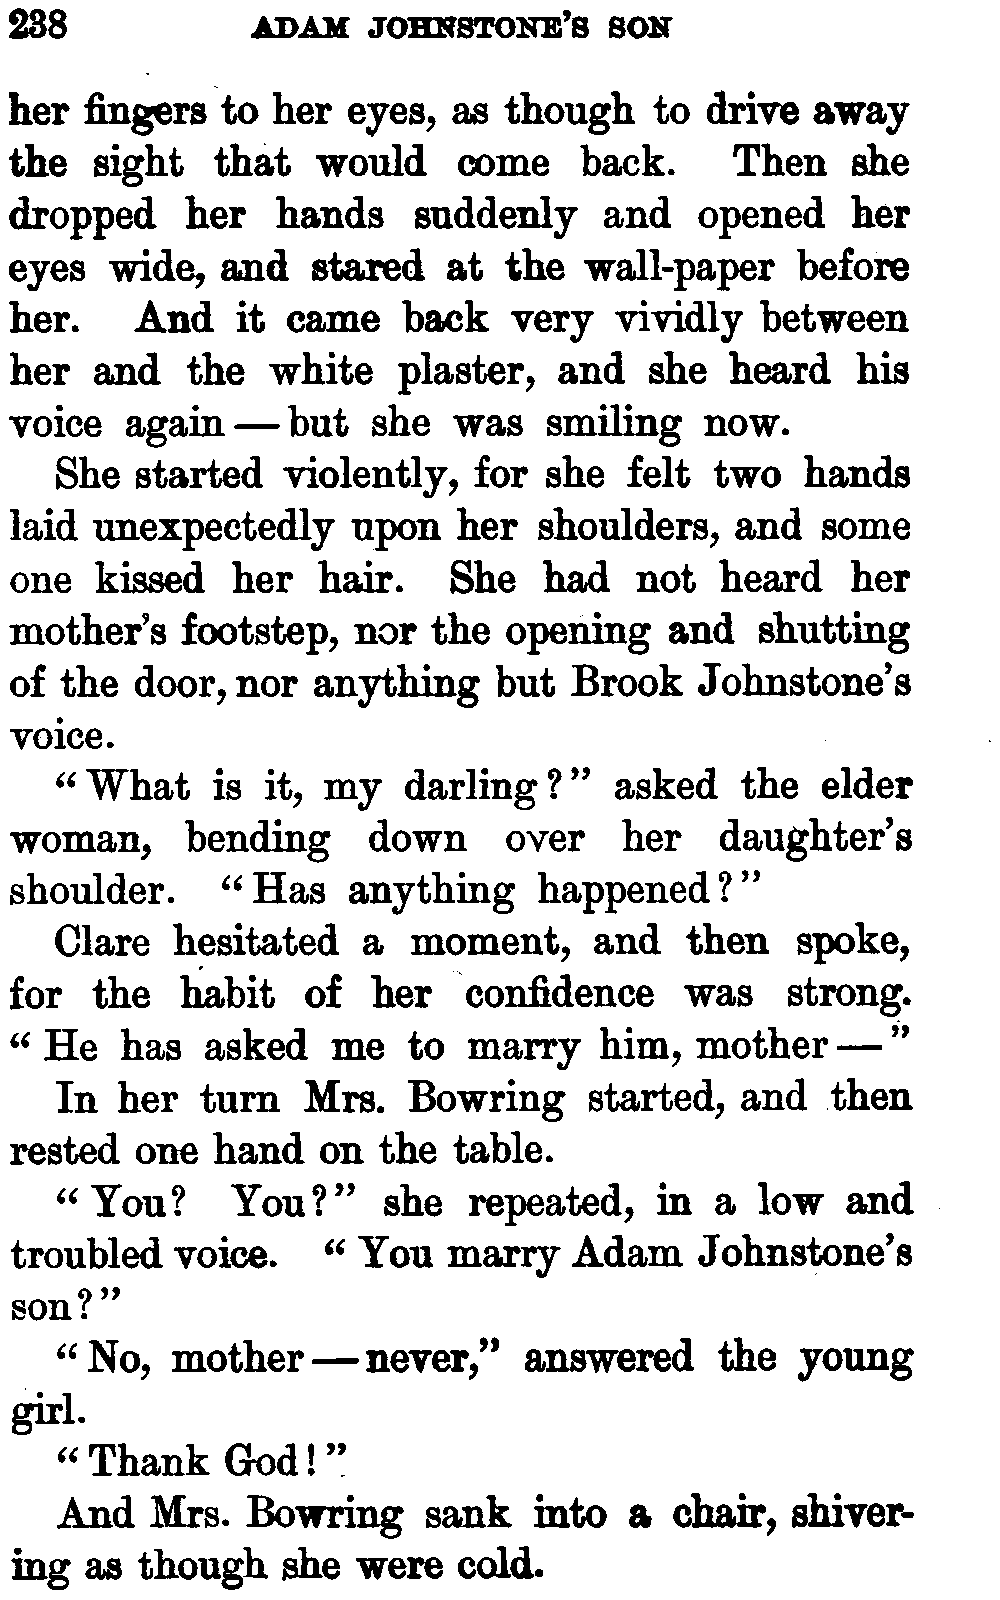 238 ADAM JOHNSTONE'S SON
her fingers to her eyes, as though to drive away
the sight that would come back. Then she
dropped her hands suddenly and opened her
eyes wide, and stared at the wall-paper before
her. And it came back very vividly between
her and the white plaster, and she heard his
voice again — but she was smiling now.
She started violently, for she felt two hands
laid unexpectedly upon her shoulders, and some
one kissed her hair. She had not heard her
mother's footstep, nor the opening and shutting
of the door, nor anything but Brook Johnstone's
voice.
“What is it, my darling?” asked the elder
woman, bending down over her daughter's
shoulder. “Has anything happened?”
Clare hesitated a moment, and then spoke,
for the habit of her confidence was strong.
“He has asked me to marry him, mother —”
In her turn Mrs. Bowring started, and then
rested one hand on the table.
“You? You?” she repeated, in a low and
troubled voice. “You marry Adam Johnstone's
son?”
“No, mother — never,” answered the young
girl.
“Thank God!”
And Mrs. Bowring sank into a chair, shiver-
ing as though she were cold.